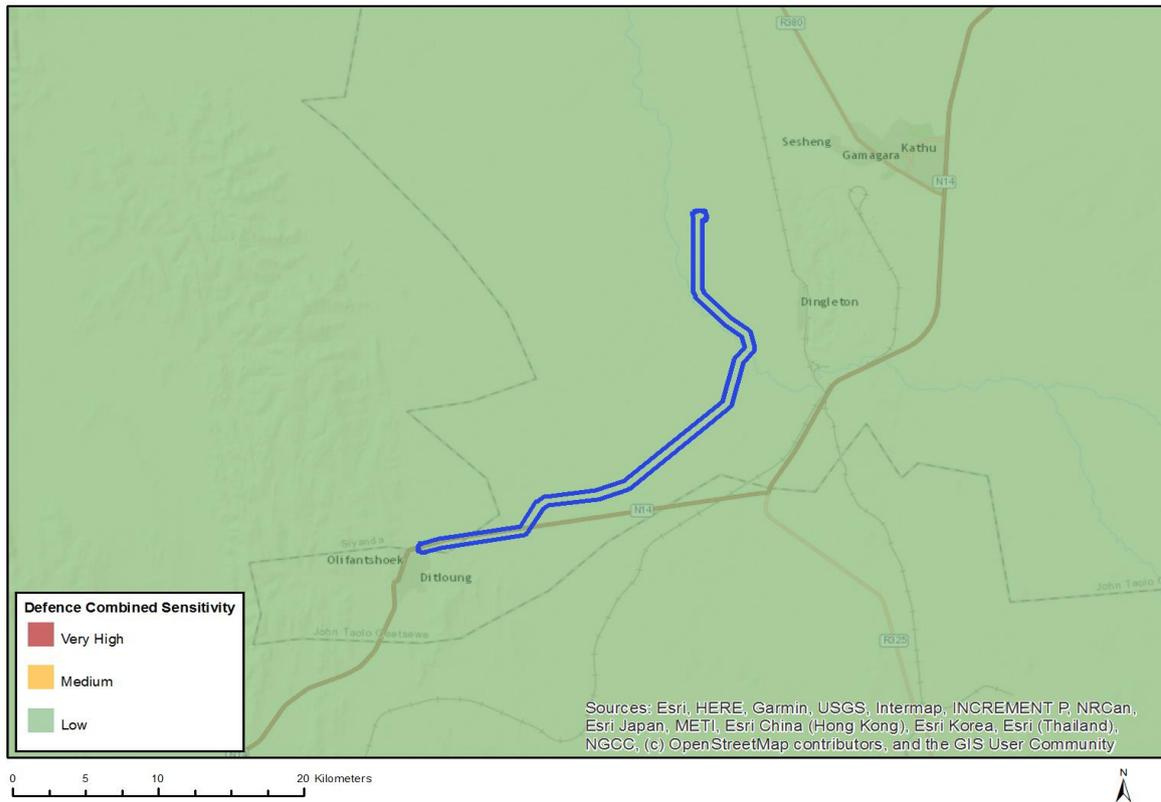 R380
Sesheng
Gamagara
Kathu
N14
Dingleton
N14
Siyanda
Olifantshoek
Ditloung
John Taolo Gaetsewe
John Taolo G
R325
Defence Combined Sensitivity
Very High
Medium
Low
Sources: Esri, HERE, Garmin, USGS, Intermap, INCREMENT P, NRCan,
Esri Japan, METI, Esri China (Hong Kong), Esri Korea, Esri (Thailand),
NGCC, (c) OpenStreetMap contributors, and the GIS User Community
0 5 10 20 Kilometers
N